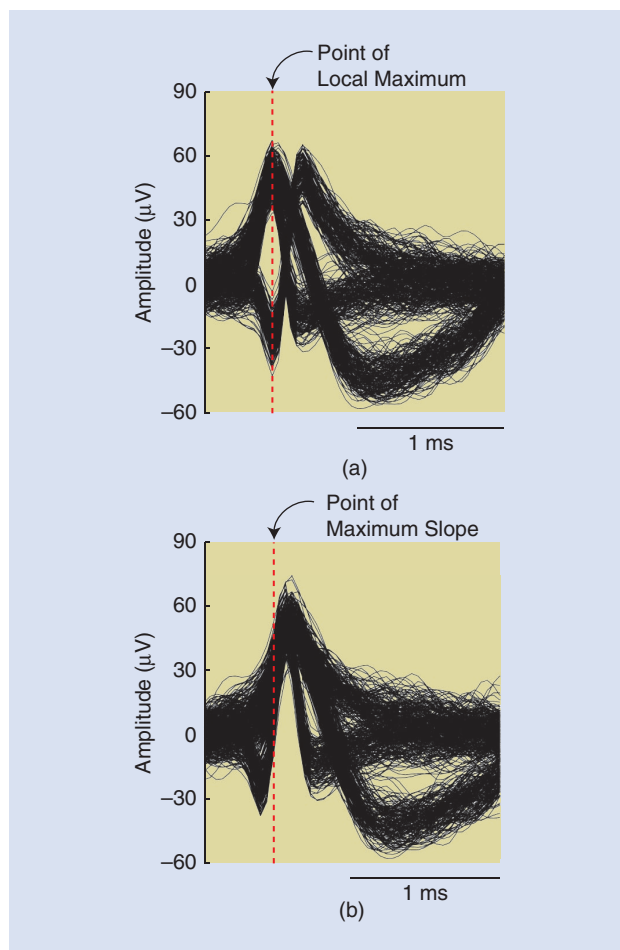 Point of
Local Maximum
90
60
30
0
−30
−60
Amplitude (μV)
1 ms
(a)
Point of
Maximum Slope
90
60
30
0
−30
−60
Amplitude (μV)
1 ms
(b)